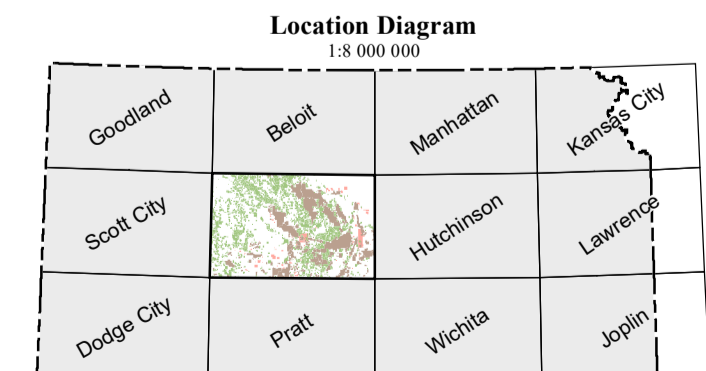 Location Diagram
1:8 000 000
Goodland
Beloit
Manhattan
Kansas City
Scott City
Hutchinson
Lawrence
Dodge City
Pratt
Wichita
Joplin